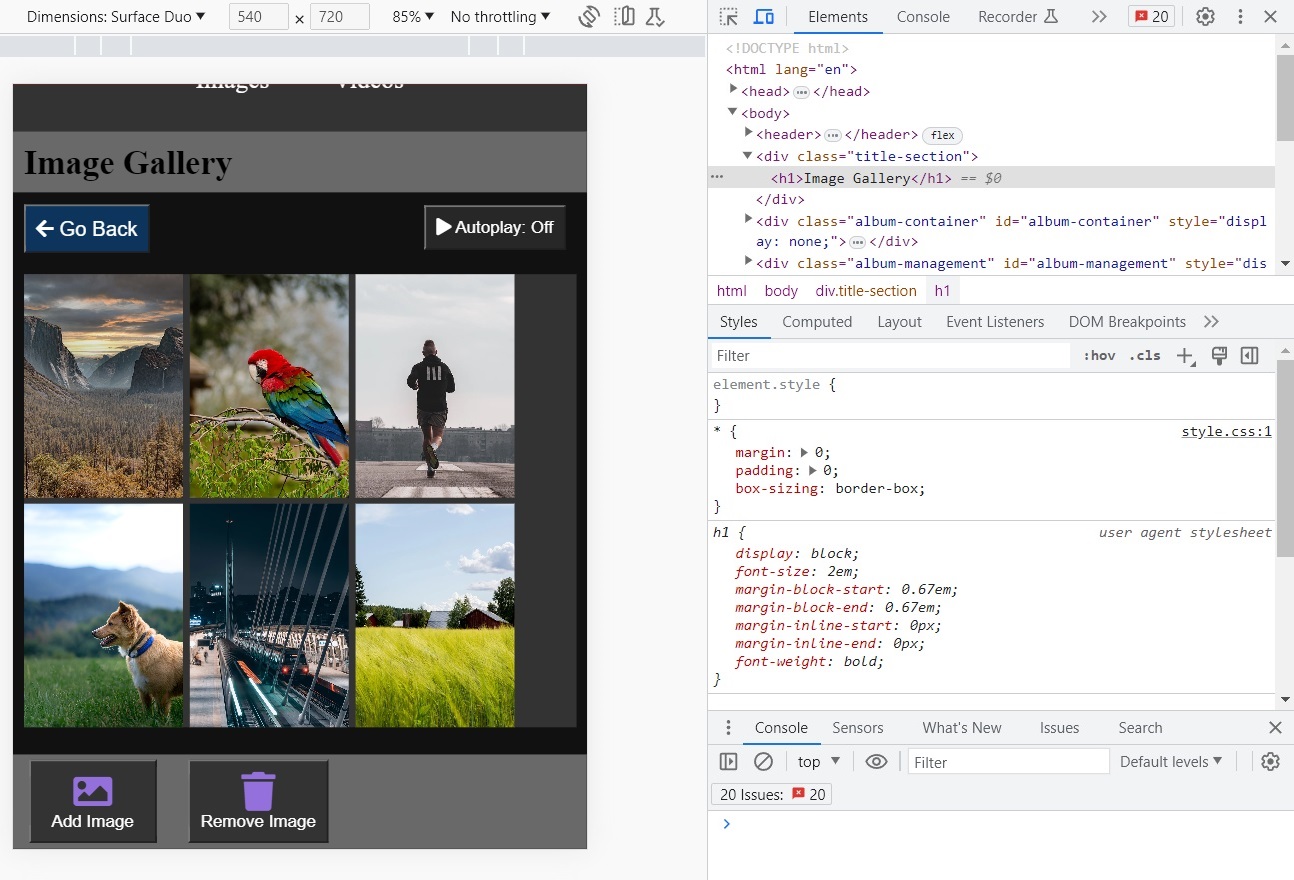 Dimensions: Surface Duo ▼ 540 × 720 85% ▼ No throttling ▼
Images Videos
Image Gallery
Go Back
Autoplay: Off
Add Image
Remove Image
Elements Console Recorder 20
<!DOCTYPE html>
<html lang="en">
<head> ••• </head>
<body>
<header> ••• </header> flex
<div class="title-section">
••• <h1>Image Gallery</h1> == $0
</div>
<div class="album-container" id="album-container" style="displ
ay: none;"> ••• </div>
<div class="album-management" id="album-management" style="dis
html body div.title-section h1
Styles Computed Layout Event Listeners DOM Breakpoints
Filter :hov .cls
element.style {
}
* { style.css:1
margin: 0;
padding: 0;
box-sizing: border-box;
}
h1 { user agent stylesheet
display: block;
font-size: 2em;
margin-block-start: 0.67em;
margin-block-end: 0.67em;
margin-inline-start: 0px;
margin-inline-end: 0px;
font-weight: bold;
}
Console Sensors What's New Issues Search
top ▼ Filter Default levels ▼
20 Issues: 20